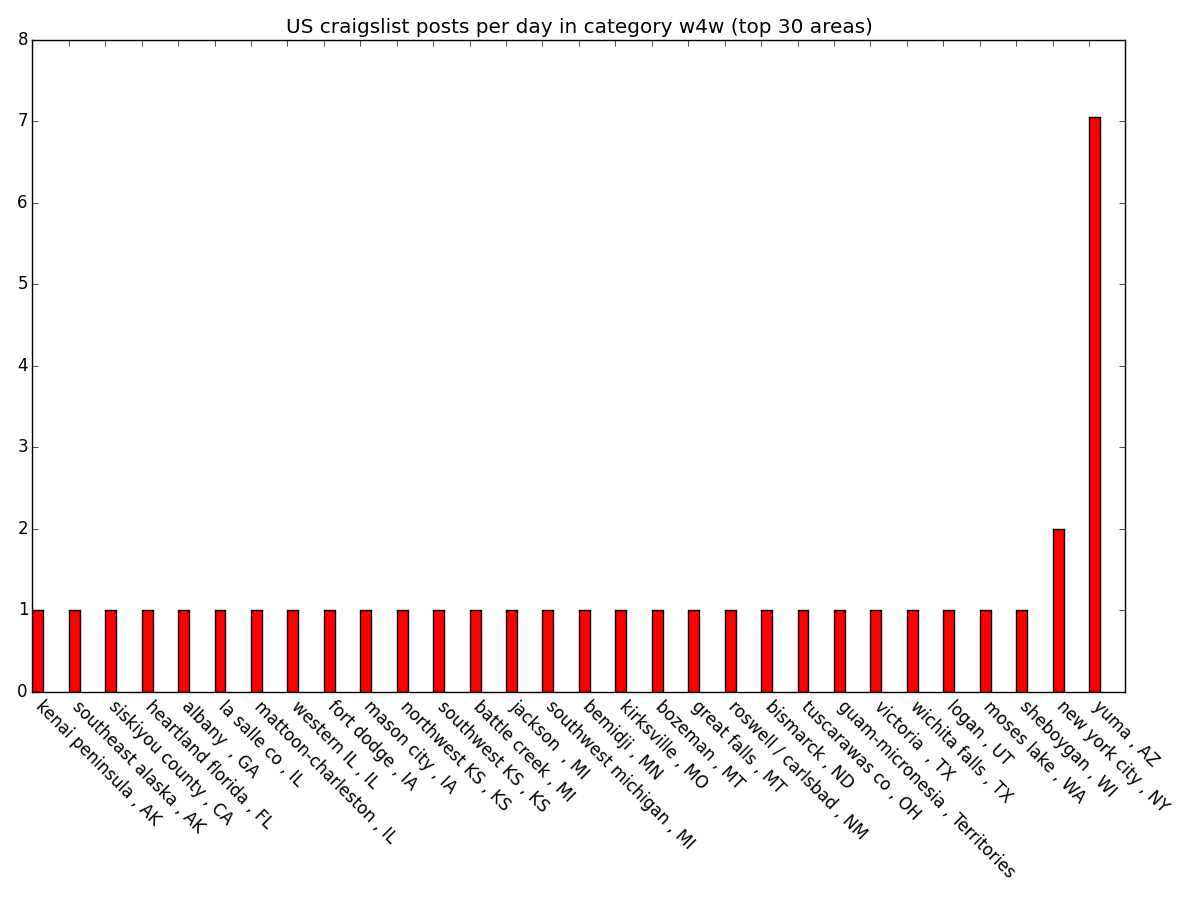 US craigslist posts per day in category w4w (top 30 areas)
8
7
6
5
4
3
2
1
0
kenai peninsula , AK
southeast alaska , AK
siskiyou county , CA
heartland florida , FL
albany , GA
la salle co , IL
mattoon-charleston , IL
western IL , IL
fort dodge , IA
mason city , IA
northwest KS , KS
southwest KS , KS
battle creek , MI
jackson , MI
southwest michigan , MI
bemidji , MN
kirksville , MO
bozeman , MT
great falls , MT
roswell / carlsbad , NM
bismarck , ND
tuscarawas co , OH
guam-micronesia , Territories
victoria , TX
wichita falls , TX
logan , UT
moses lake , WA
sheboygan , WI
new york city , NY
yuma , AZ